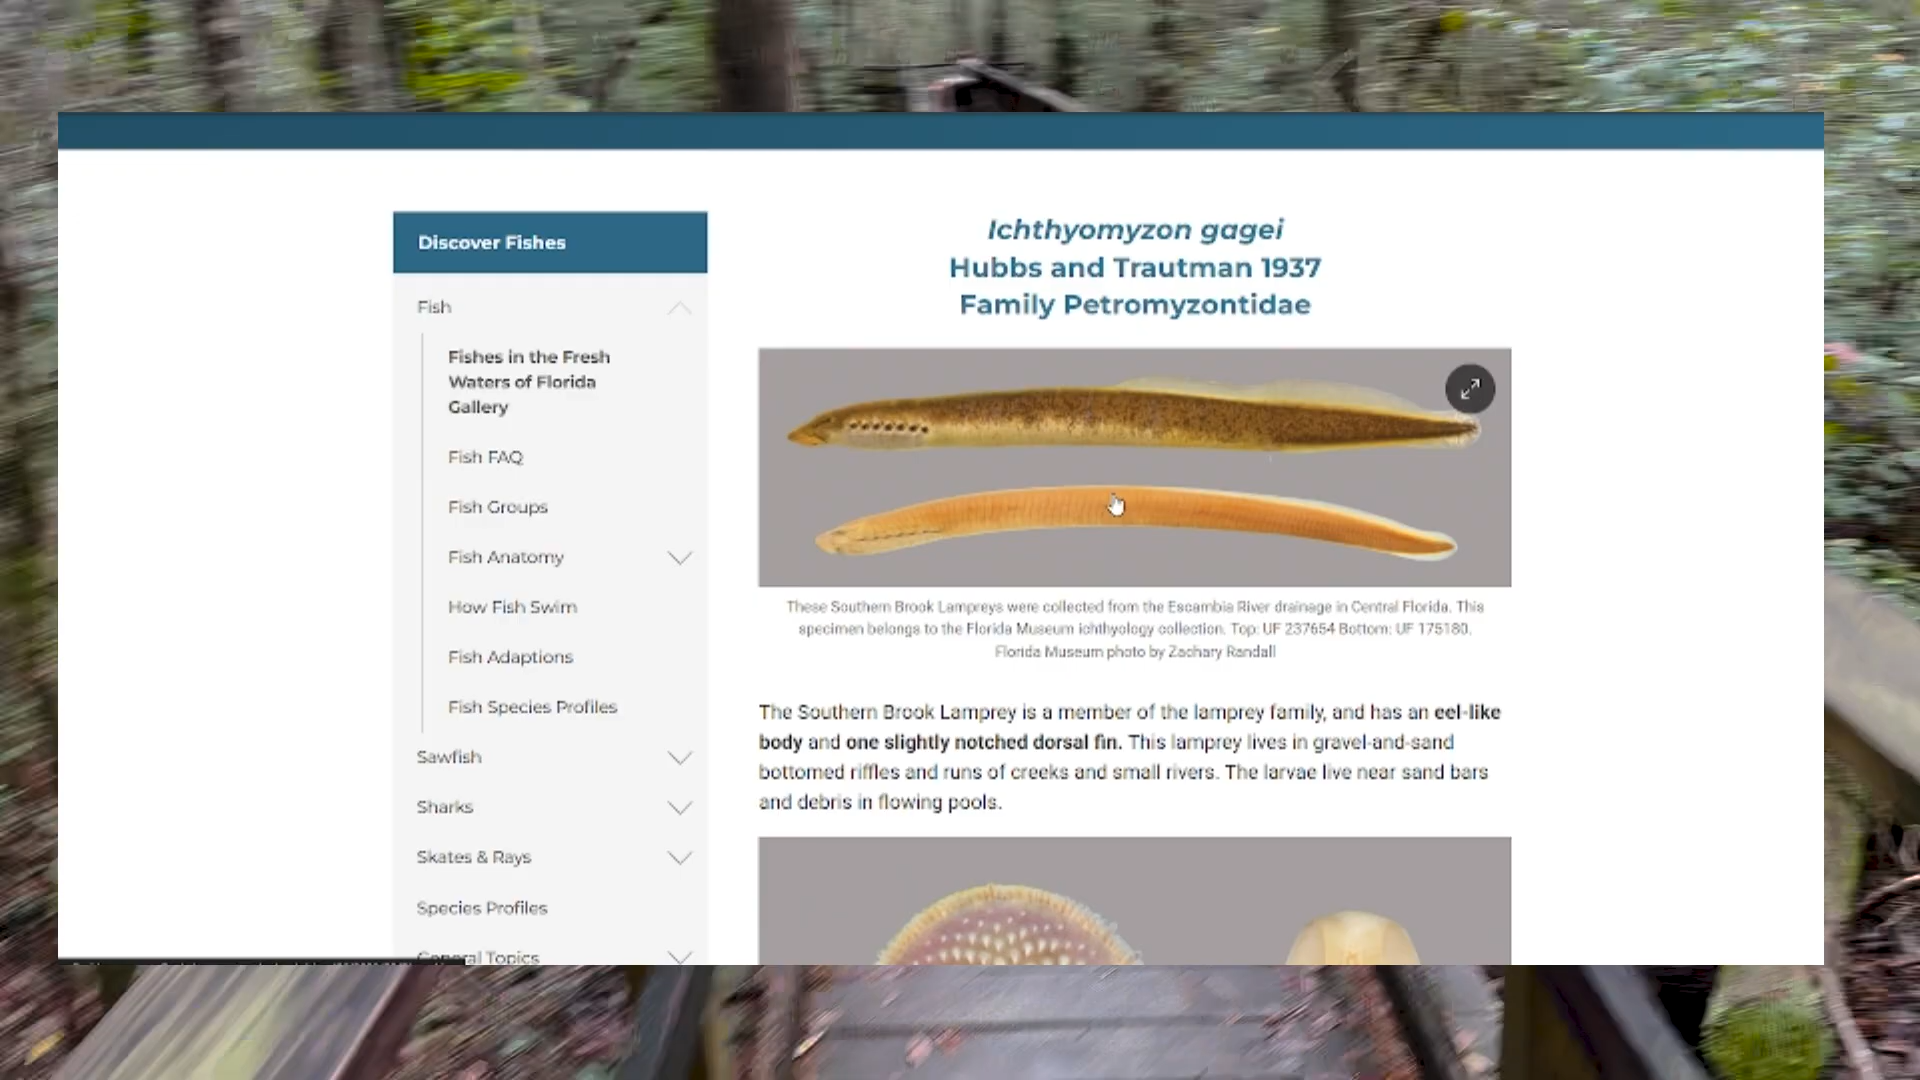 Discover Fishes
Fish
Fishes in the Fresh
Waters of Florida
Gallery
Fish FAQ
Fish Groups
Fish Anatomy
How Fish Swim
Fish Adaptions
Fish Species Profiles
Sawfish
Sharks
Skates & Rays
Species Profiles
General Topics
Ichthyomyzon gagei
Hubbs and Trautman 1937
Family Petromyzontidae
These Southern Brook Lampreys were collected from the Escambia River drainage in Central Florida. This
specimen belongs to the Florida Museum ichthyology collection. Top: UF 237654 Bottom: UF 175180.
Florida Museum photo by Zachary Randall
The Southern Brook Lamprey is a member of the lamprey family, and has an eel-like
body and one slightly notched dorsal fin. This lamprey lives in gravel-and-sand
bottomed riffles and runs of creeks and small rivers. The larvae live near sand bars
and debris in flowing pools.